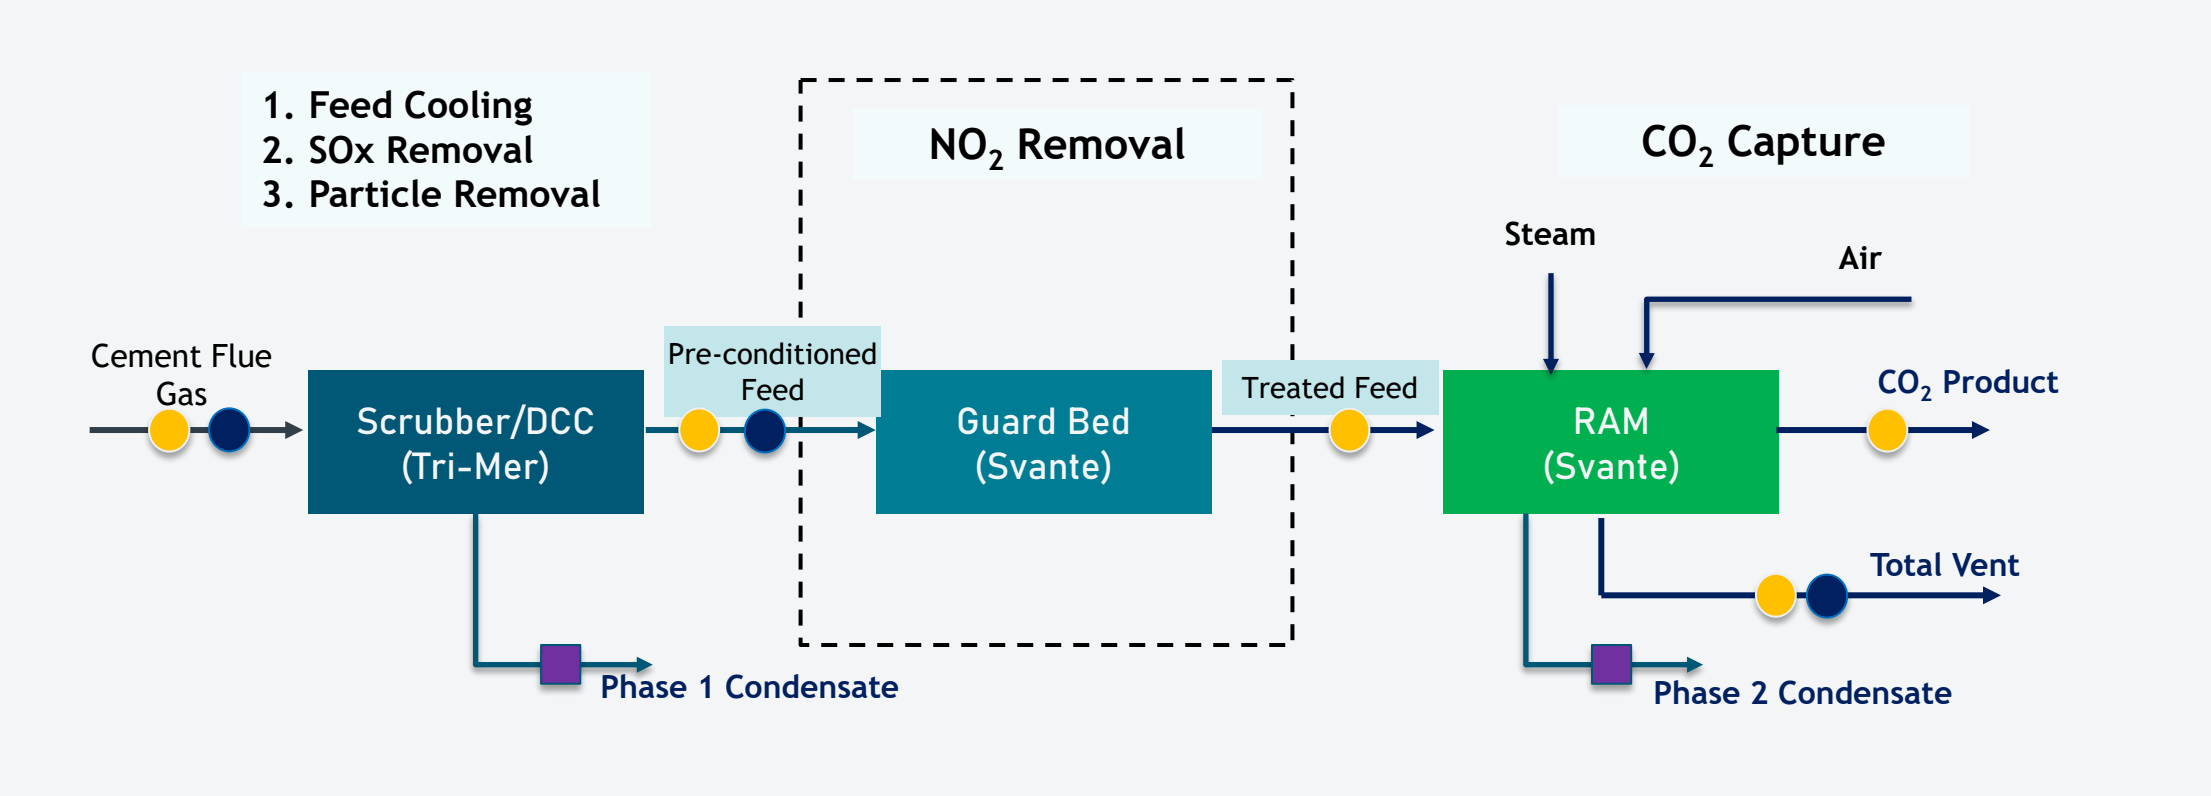 1. Feed Cooling
2. SOx Removal
3. Particle Removal
NO₂ Removal
CO₂ Capture
Steam
Air
Cement Flue
Gas
Scrubber/DCC
(Tri-Mer)
Pre-conditioned
Feed
Guard Bed
(Svante)
Treated Feed
RAM
(Svante)
CO₂ Product
Total Vent
Phase 1 Condensate
Phase 2 Condensate